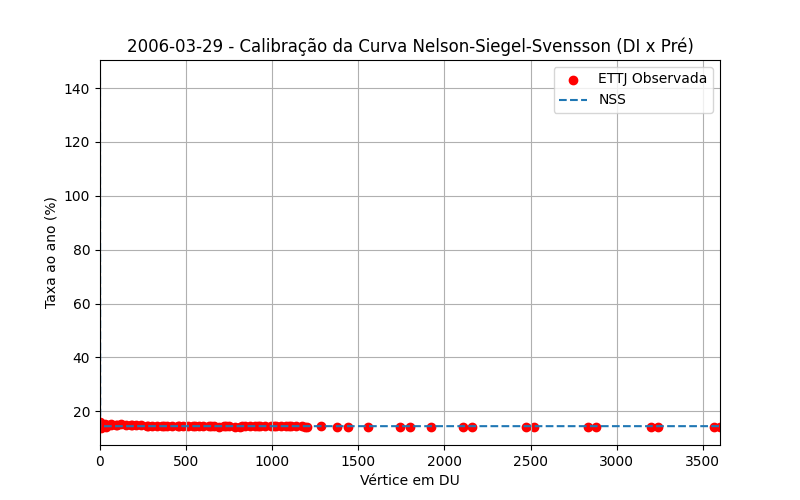 2006-03-29 - Calibração da Curva Nelson-Siegel-Svensson (DI x Pré)
ETTJ Observada
NSS
Taxa ao ano (%)
140
120
100
80
60
40
20
0 500 1000 1500 2000 2500 3000 3500
Vértice em DU